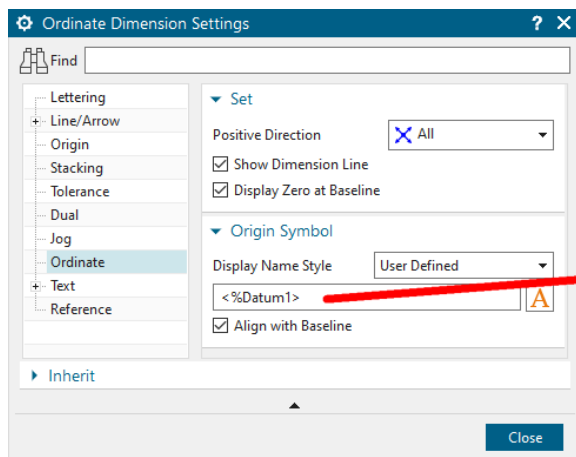 Ordinate Dimension Settings ? X
Find
Lettering
Line/Arrow
Origin
Stacking
Tolerance
Dual
Jog
Ordinate
Text
Reference
Set
Positive Direction All
Show Dimension Line
Display Zero at Baseline
Origin Symbol
Display Name Style User Defined
<%Datum1> A
Align with Baseline
Inherit
Close